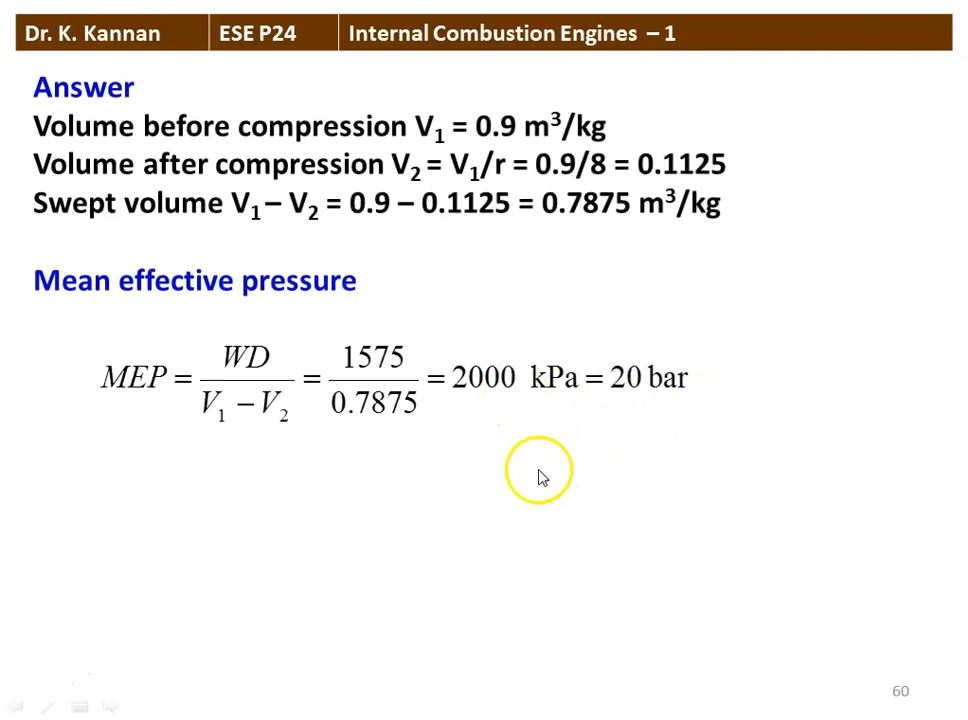 Dr. K. Kannan ESE P24 Internal Combustion Engines – 1
Answer
Volume before compression V₁ = 0.9 m³/kg
Volume after compression V₂ = V₁/r = 0.9/8 = 0.1125
Swept volume V₁ – V₂ = 0.9 – 0.1125 = 0.7875 m³/kg
Mean effective pressure
MEP = WD / (V₁ − V₂) = 1575 / 0.7875 = 2000 kPa = 20 bar
60